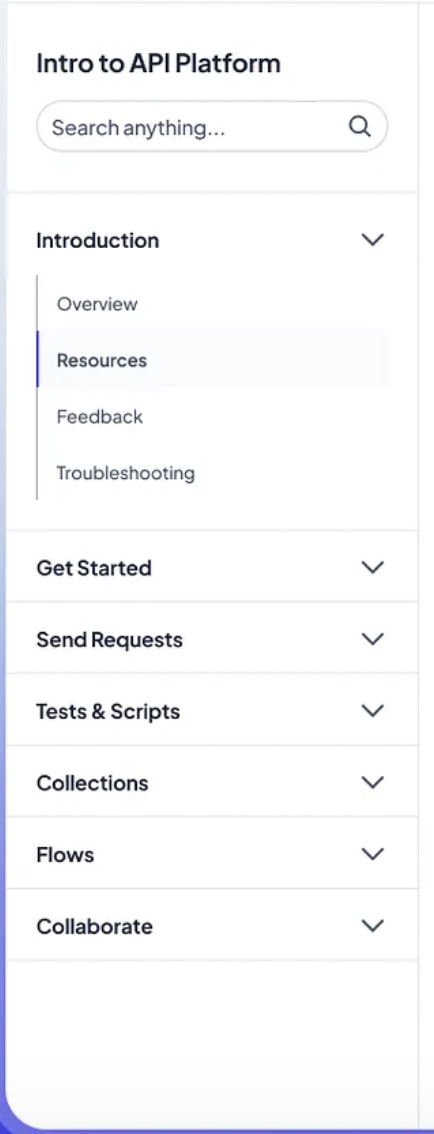 Intro to API Platform
Search anything...
Introduction
Overview
Resources
Feedback
Troubleshooting
Get Started
Send Requests
Tests & Scripts
Collections
Flows
Collaborate